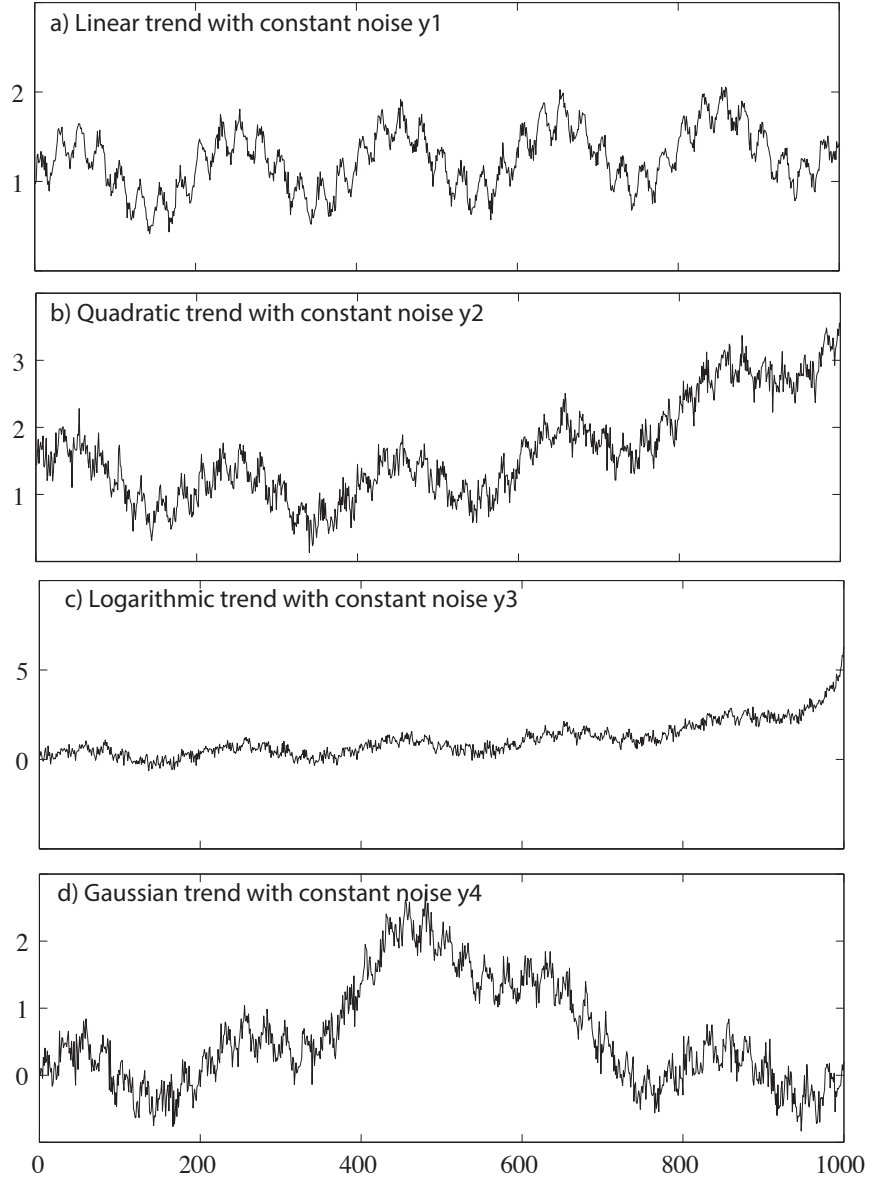 a) Linear trend with constant noise y1
2
1
b) Quadratic trend with constant noise y2
3
2
1
c) Logarithmic trend with constant noise y3
5
0
d) Gaussian trend with constant noise y4
2
1
0
0 200 400 600 800 1000